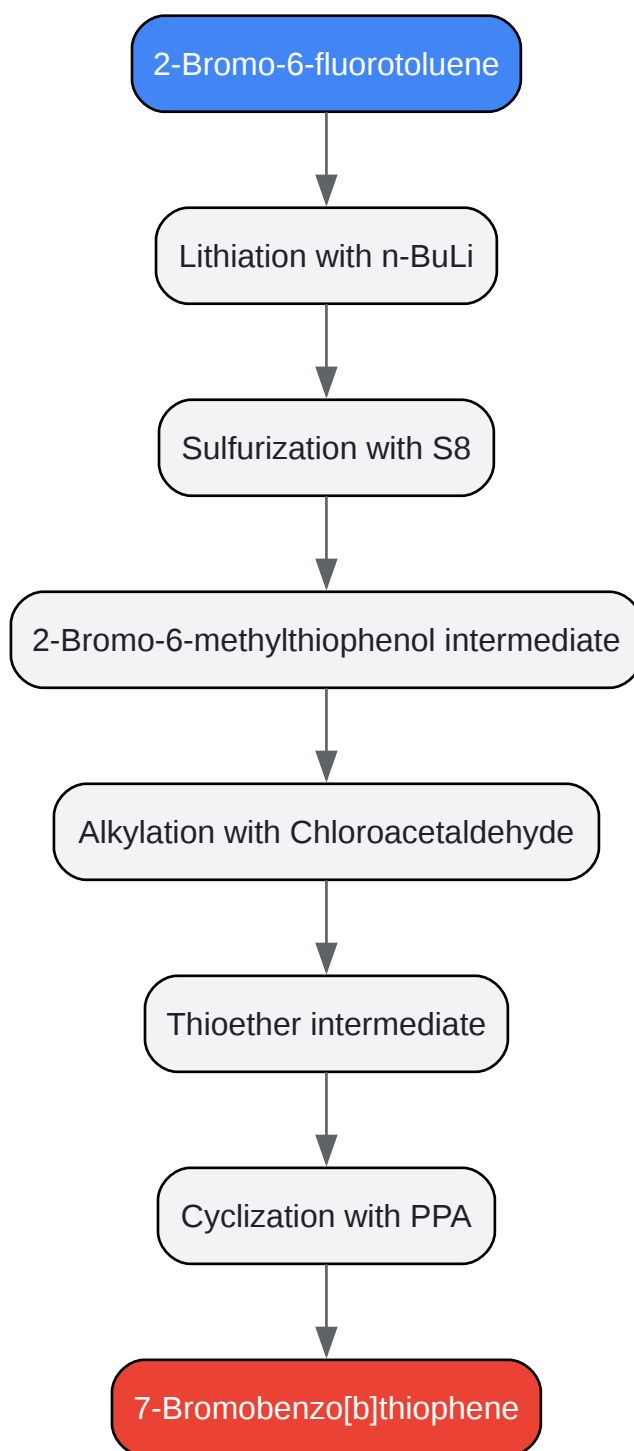 2-Bromo-6-fluorotoluene
Lithiation with n-BuLi
Sulfurization with S8
2-Bromo-6-methylthiophenol intermediate
Alkylation with Chloroacetaldehyde
Thioether intermediate
Cyclization with PPA
7-Bromobenzo[b]thiophene